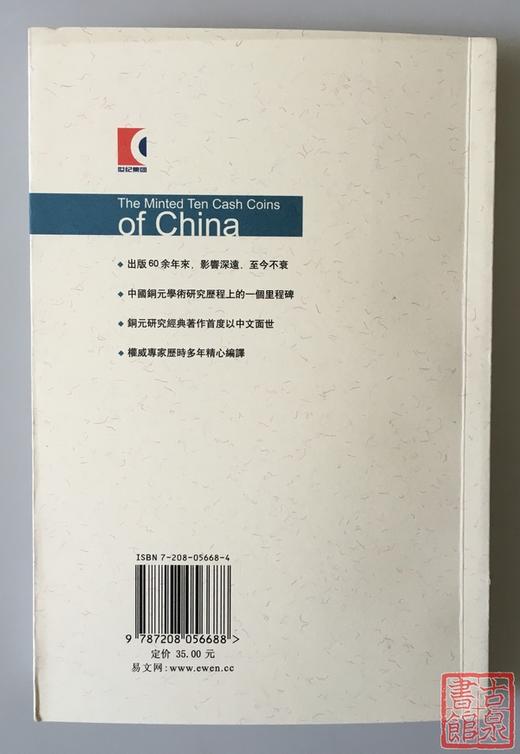 世纪集团
The Minted Ten Cash Coins
of China
◆ 出版60余年來，影響深遠，至今不衰
◆ 中國銅元學術研究歷程上的一個里程碑
◆ 銅元研究經典著作首度以中文面世
◆ 權威專家歷時多年精心編譯
ISBN 7-208-05668-4
9 787208 056688 >
定价 35.00 元
易文网:www.ewen.cc
古泉
書館